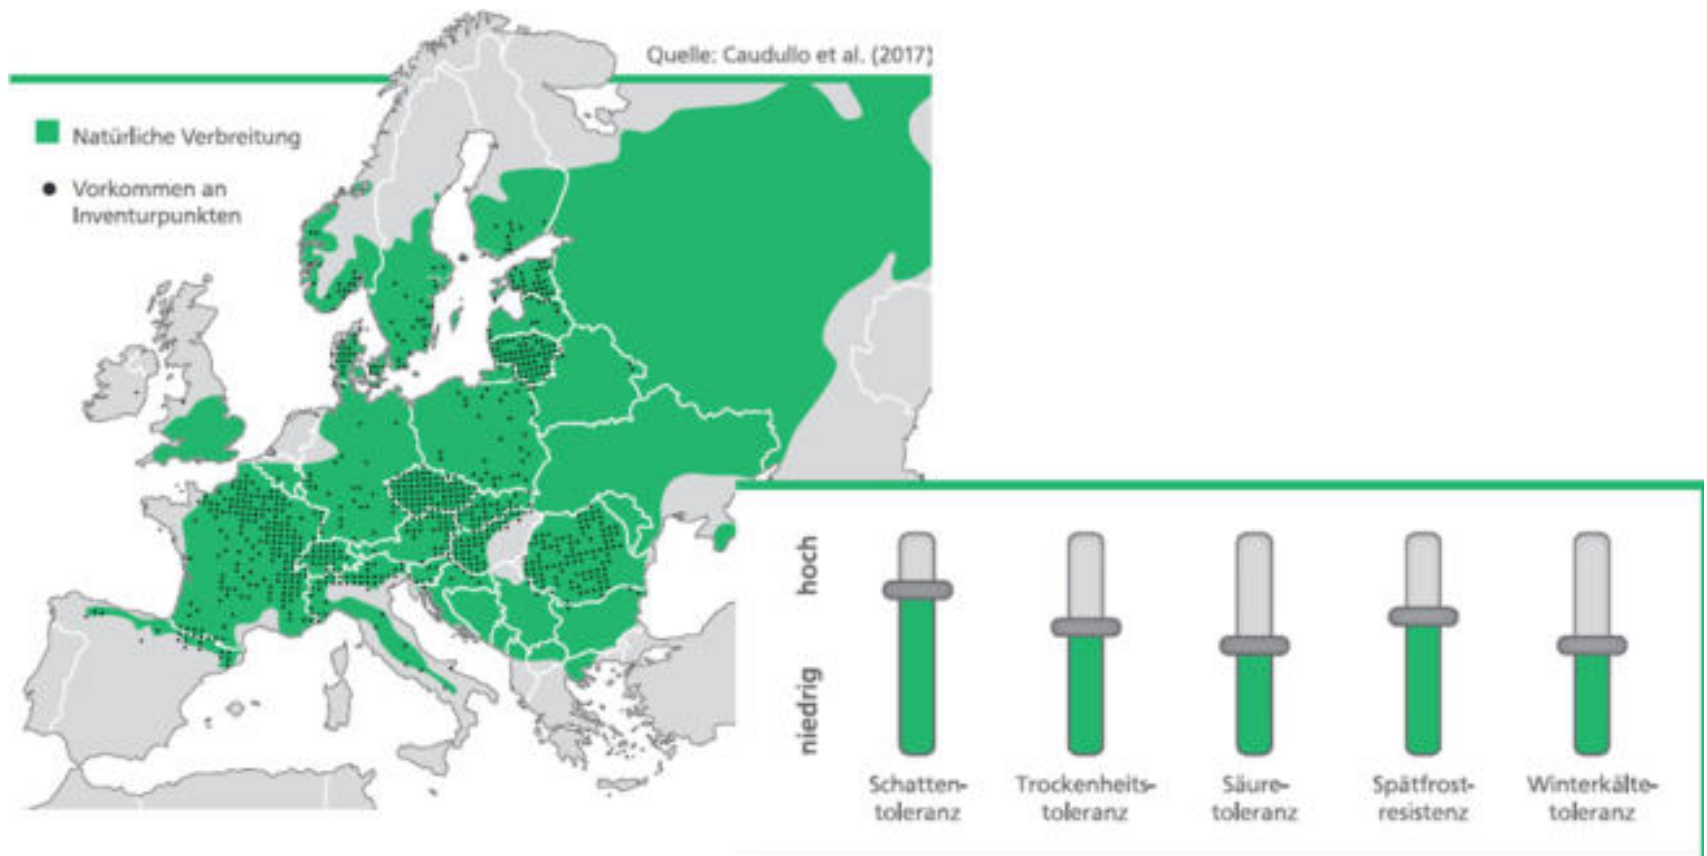 Quelle: Caudullo et al. (2017)
Natürliche Verbreitung
Vorkommen an
Inventurpunkten
hoch
niedrig
Schatten-
toleranz
Trockenheits-
toleranz
Säure-
toleranz
Spätfrost-
resistenz
Winterkälte-
toleranz